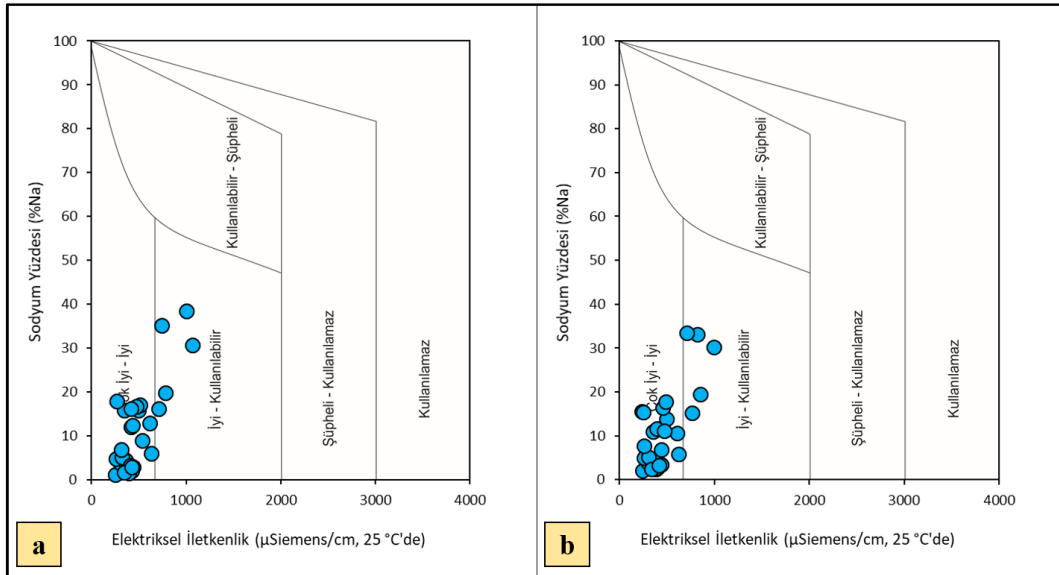 100
90
80
70
60
50
40
30
20
10
0
0
1000
2000
3000
4000
Sodyum Yüzdesi (%Na)
Elektriksel İletkenlik (µSiemens/cm, 25 °C'de)
Çok İyi - İyi
İyi - Kullanılabilir
Kullanılabilir - Şüpheli
Şüpheli - Kullanılamaz
Kullanılamaz
a
100
90
80
70
60
50
40
30
20
10
0
0
1000
2000
3000
4000
Sodyum Yüzdesi (%Na)
Elektriksel İletkenlik (µSiemens/cm, 25 °C'de)
Çok İyi - İyi
İyi - Kullanılabilir
Kullanılabilir - Şüpheli
Şüpheli - Kullanılamaz
Kullanılamaz
b